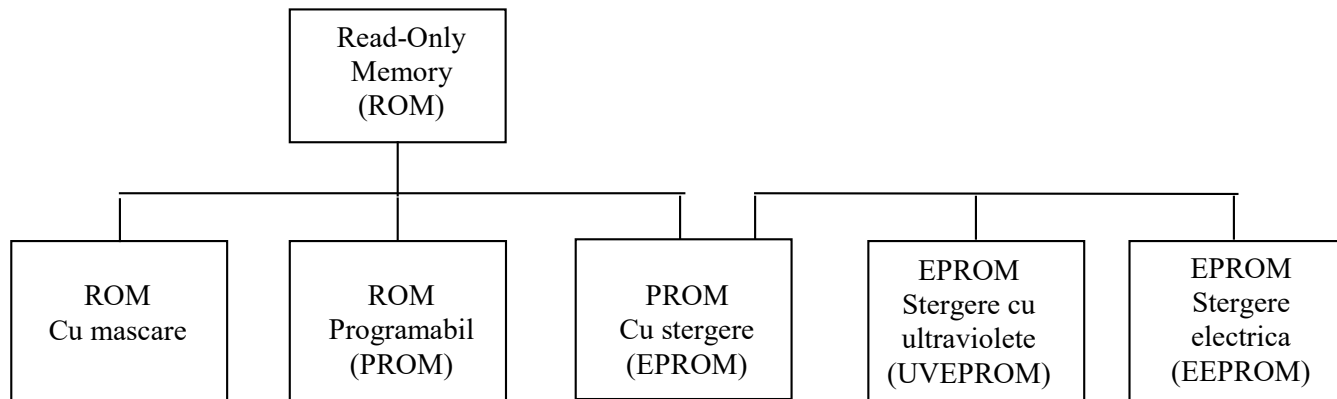 Read-Only
Memory
(ROM)
ROM
Cu mascare
ROM
Programabil
(PROM)
PROM
Cu stergere
(EPROM)
EPROM
Stergere cu
ultraviolete
(UVEPROM)
EPROM
Stergere
electrica
(EEPROM)